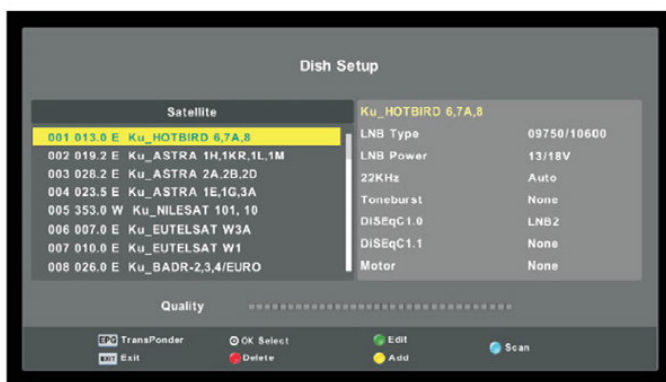 Dish Setup
Satellite
001 013.0 E Ku_HOTBIRD 6,7A,8
002 019.2 E Ku_ASTRA 1H,1KR,1L,1M
003 028.2 E Ku_ASTRA 2A,2B,2D
004 023.5 E Ku_ASTRA 1E,1G,3A
005 353.0 W Ku_NILESAT 101, 10
006 007.0 E Ku_EUTELSAT W3A
007 010.0 E Ku_EUTELSAT W1
008 026.0 E Ku_BADR-2,3,4/EURO
Ku_HOTBIRD 6,7A,8
LNB Type 09750/10600
LNB Power 13/18V
22KHz Auto
Toneburst None
DiSEqC1.0 LNB2
DiSEqC1.1 None
Motor None
Quality
EPG TransPonder OK Select Edit Scan
EXIT Exit Delete Add